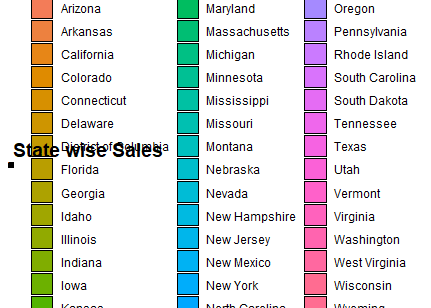 Arizona Maryland Oregon
Arkansas Massachusetts Pennsylvania
California Michigan Rhode Island
Colorado Minnesota South Carolina
Connecticut Mississippi South Dakota
Delaware Missouri Tennessee
District of Columbia Montana Texas
State wise Sales
Florida Nebraska Utah
Georgia Nevada Vermont
Idaho New Hampshire Virginia
Illinois New Jersey Washington
Indiana New Mexico West Virginia
Iowa New York Wisconsin
Kansas North Carolina Wyoming